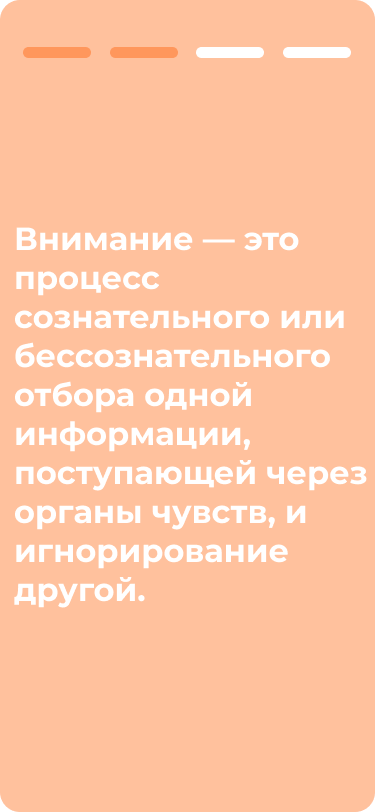 Внимание — это
процесс
сознательного или
бессознательного
отбора одной
информации,
поступающей через
органы чувств, и
игнорирование
другой.